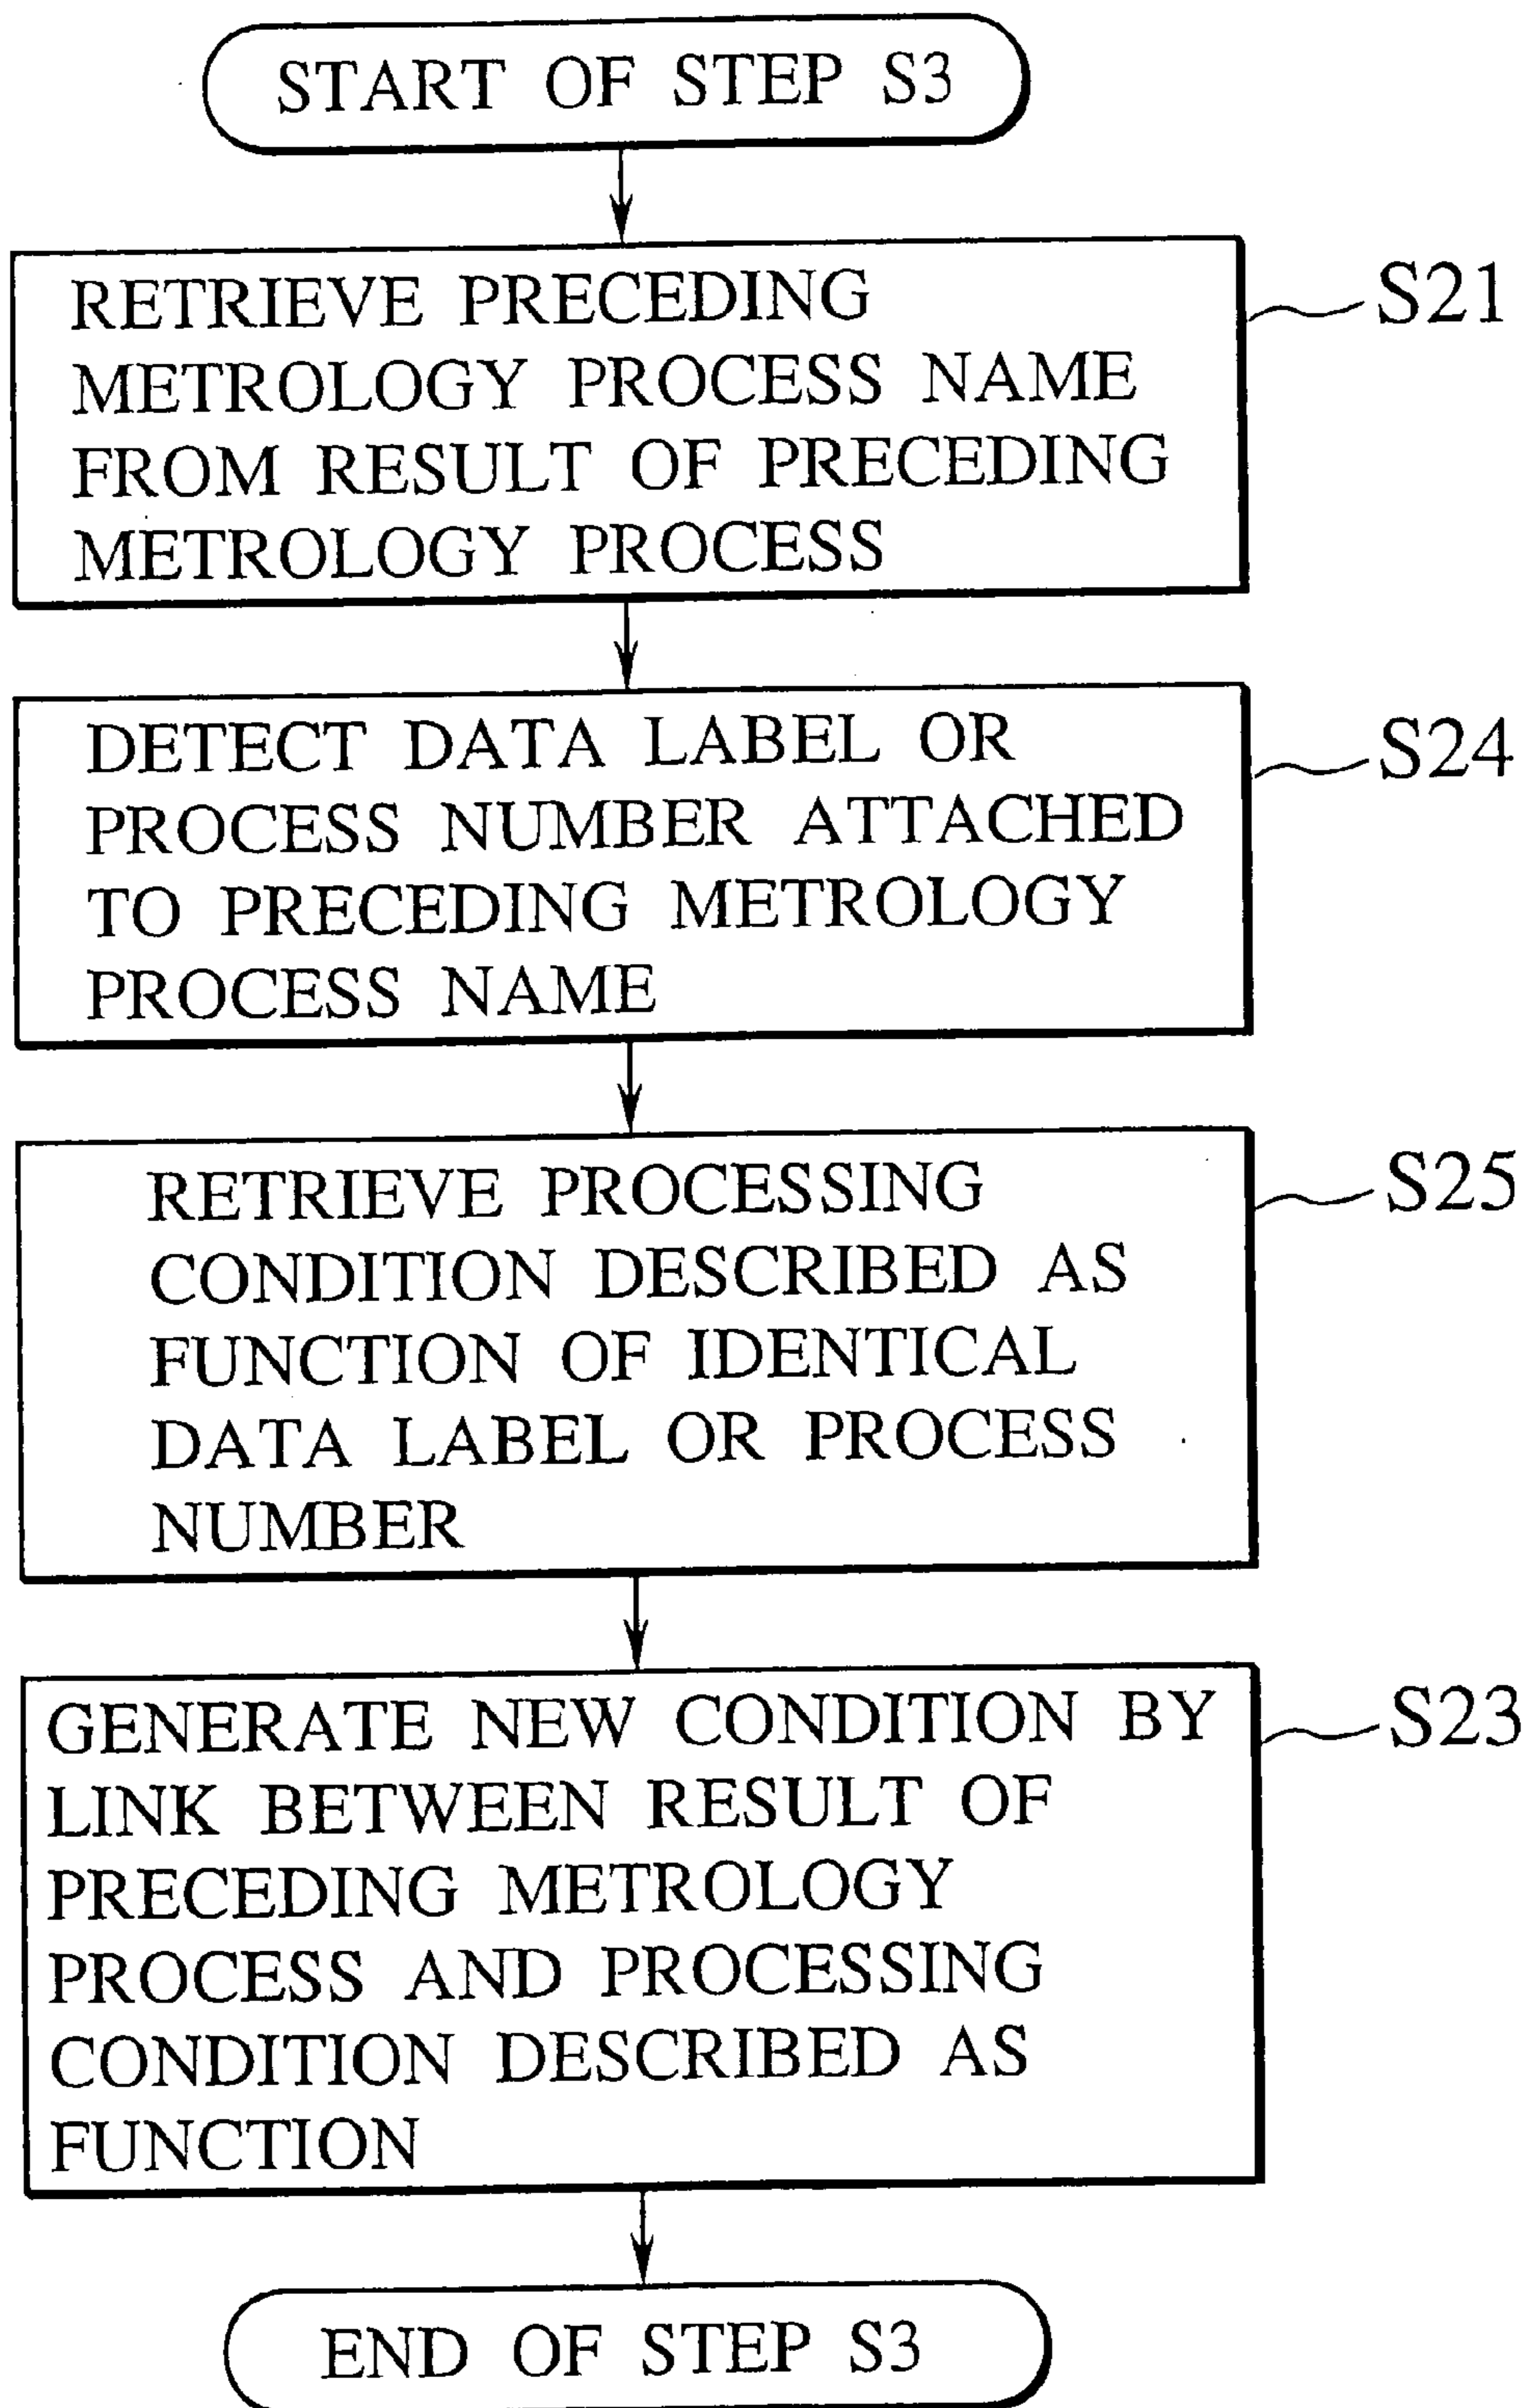 START OF STEP S3
RETRIEVE PRECEDING
METROLOGY PROCESS NAME
FROM RESULT OF PRECEDING
METROLOGY PROCESS
S21
DETECT DATA LABEL OR
PROCESS NUMBER ATTACHED
TO PRECEDING METROLOGY
PROCESS NAME
S24
RETRIEVE PROCESSING
CONDITION DESCRIBED AS
FUNCTION OF IDENTICAL
DATA LABEL OR PROCESS
NUMBER
S25
GENERATE NEW CONDITION BY
LINK BETWEEN RESULT OF
PRECEDING METROLOGY
PROCESS AND PROCESSING
CONDITION DESCRIBED AS
FUNCTION
S23
END OF STEP S3